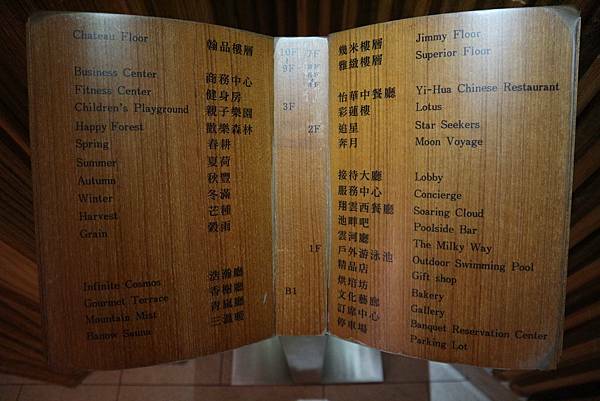 Chateau Floor 翰品樓層 10F
9F
Business Center 商務中心
Fitness Center 健身房
Children's Playground 親子樂園 3F
Happy Forest 歡樂森林
Spring 春耕
Summer 夏荷
Autumn 秋豐
Winter 冬滿
Harvest 芒種
Grain 穀雨
Infinite Cosmos 浩瀚廳 B1
Gourmet Terrace 香榭廳
Mountain Mist 青嵐廳
Sauna 三溫暖
7F 幾米樓層 Jimmy Floor
雅緻樓層 Superior Floor
4F
怡華中餐廳 Yi-Hua Chinese Restaurant
彩蓮樓 Lotus
2F 追星 Star Seekers
奔月 Moon Voyage
接待大廳 Lobby
服務中心 Concierge
翔雲西餐廳 Soaring Cloud
池畔吧 Poolside Bar
1F 雲河廳 The Milky Way
戶外游泳池 Outdoor Swimming Pool
精品店 Gift shop
烘培坊 Bakery
文化藝廊 Gallery
訂席中心 Banquet Reservation Center
停車場 Parking Lot